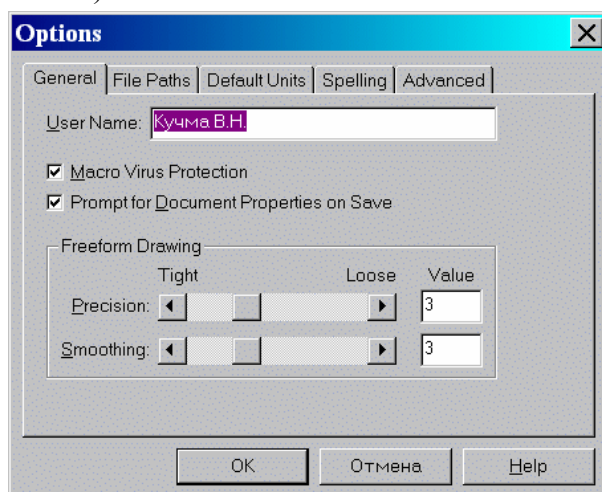 Options
General File Paths Default Units Spelling Advanced
User Name: Кучма В.Н.
Macro Virus Protection
Prompt for Document Properties on Save
Freeform Drawing
Tight Loose Value
Precision: 3
Smoothing: 3
OK Отмена Help